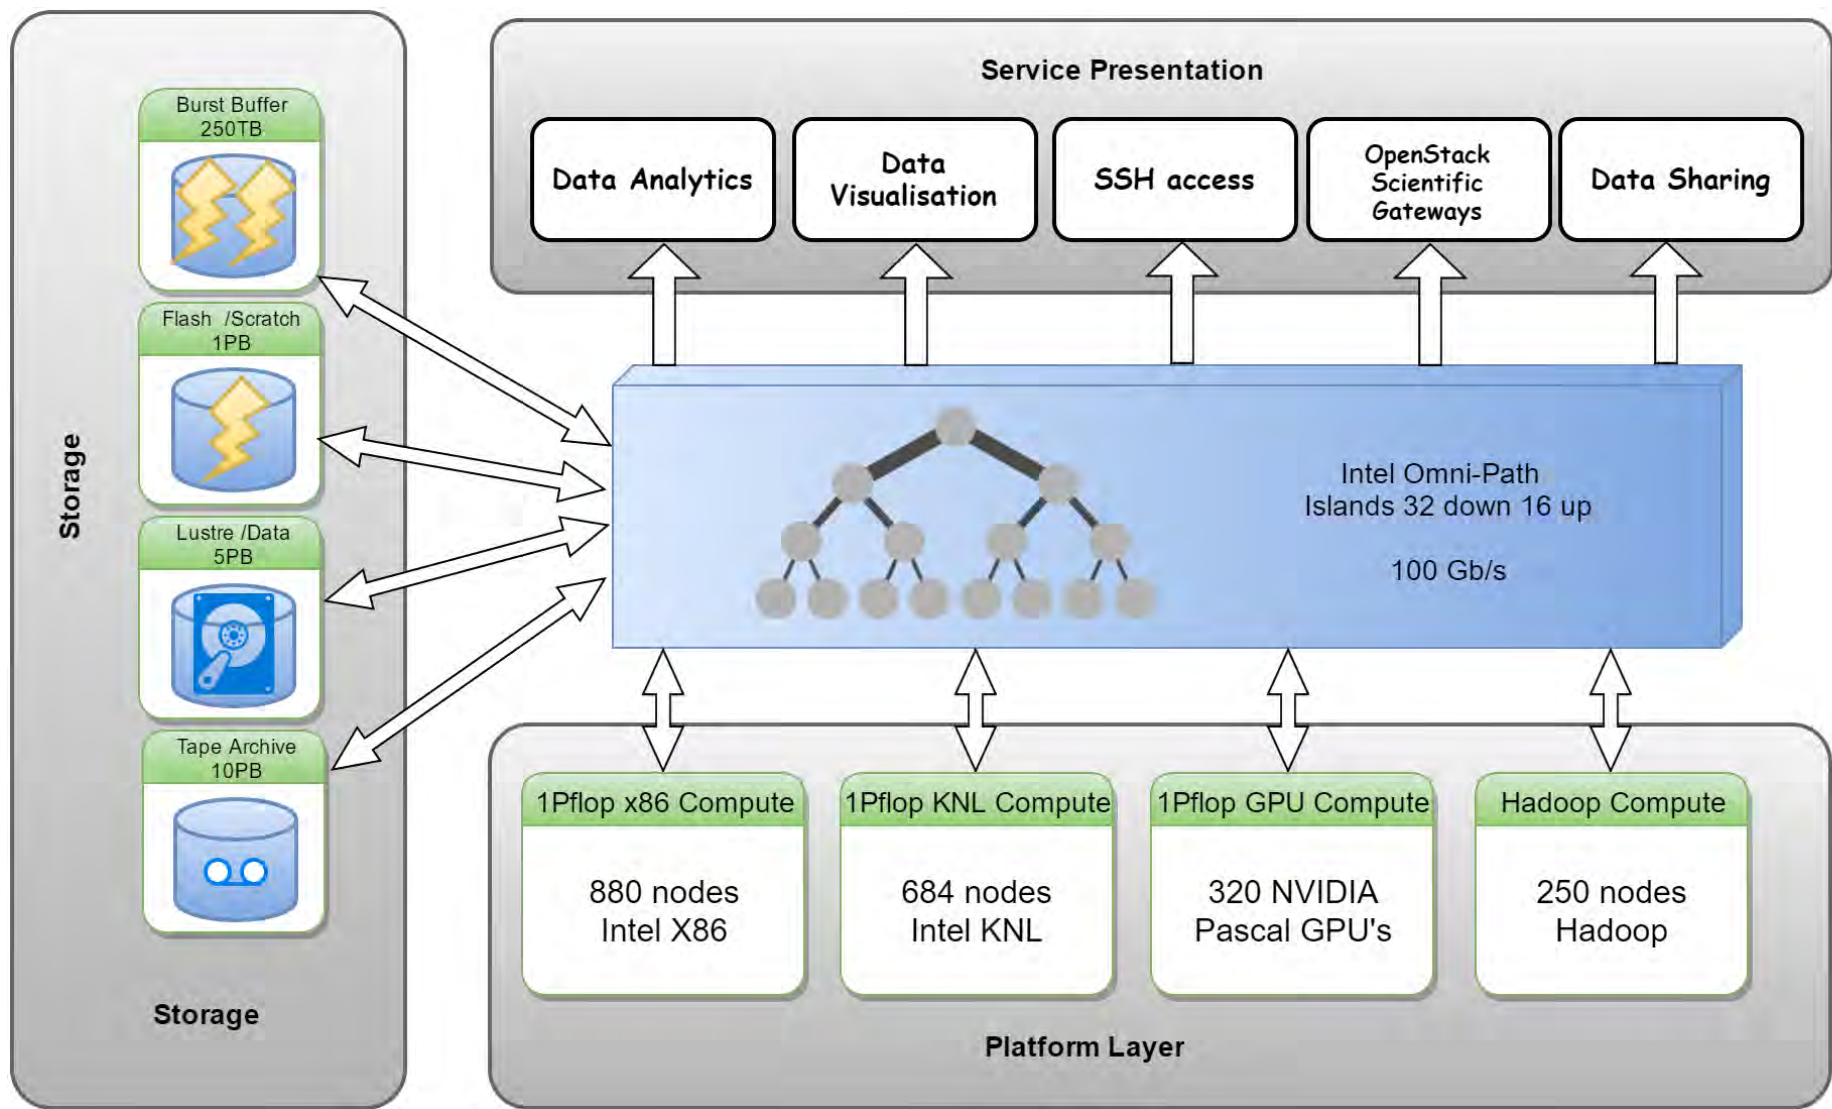 Storage
Burst Buffer
250TB
Flash /Scratch
1PB
Lustre /Data
5PB
Tape Archive
10PB
Storage
Service Presentation
Data Analytics
Data
Visualisation
SSH access
OpenStack
Scientific
Gateways
Data Sharing
Intel Omni-Path
Islands 32 down 16 up
100 Gb/s
1Pflop x86 Compute
880 nodes
Intel X86
1Pflop KNL Compute
684 nodes
Intel KNL
1Pflop GPU Compute
320 NVIDIA
Pascal GPU's
Hadoop Compute
250 nodes
Hadoop
Platform Layer